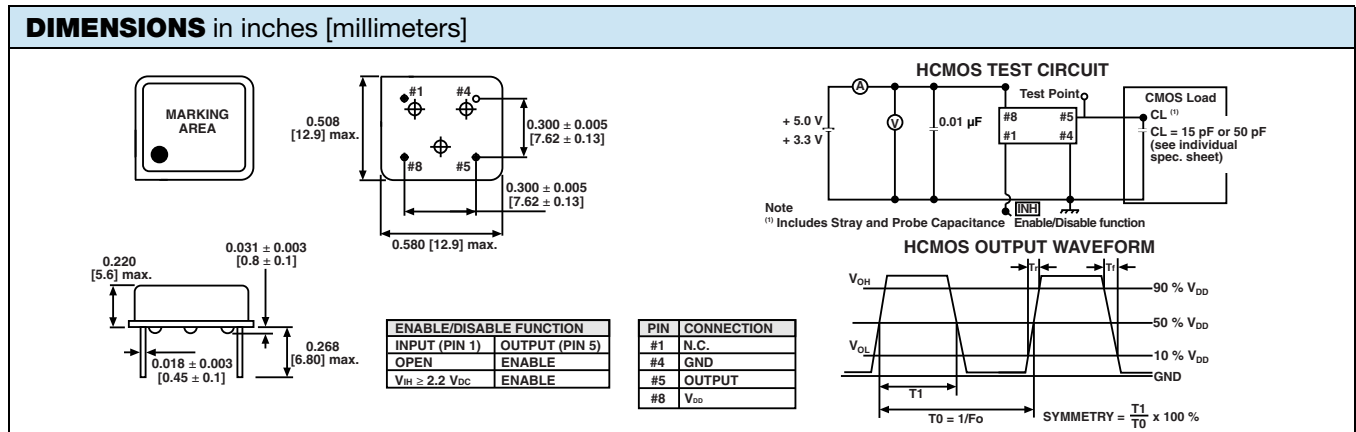 DIMENSIONS in inches [millimeters]
MARKING
AREA
0.508
[12.9] max.
#1
#4
#8
#5
0.300 ± 0.005
[7.62 ± 0.13]
0.300 ± 0.005
[7.62 ± 0.13]
0.580 [12.9] max.
0.220
[5.6] max.
0.031 ± 0.003
[0.8 ± 0.1]
0.018 ± 0.003
[0.45 ± 0.1]
0.268
[6.80] max.
ENABLE/DISABLE FUNCTION
INPUT (PIN 1) OUTPUT (PIN 5)
OPEN ENABLE
VIH ≥ 2.2 VDC ENABLE
PIN CONNECTION
#1 N.C.
#4 GND
#5 OUTPUT
#8 VDD
HCMOS TEST CIRCUIT
A
V
+ 5.0 V
+ 3.3 V
0.01 µF
Test Point
#8 #5
#1 #4
CMOS Load
CL (1)
CL = 15 pF or 50 pF
(see individual
spec. sheet)
INH
Note
(1) Includes Stray and Probe Capacitance Enable/Disable function
HCMOS OUTPUT WAVEFORM
Tr
Tf
VOH
90 % VDD
50 % VDD
VOL
10 % VDD
GND
T1
T0 = 1/Fo
SYMMETRY = T1/T0 x 100 %